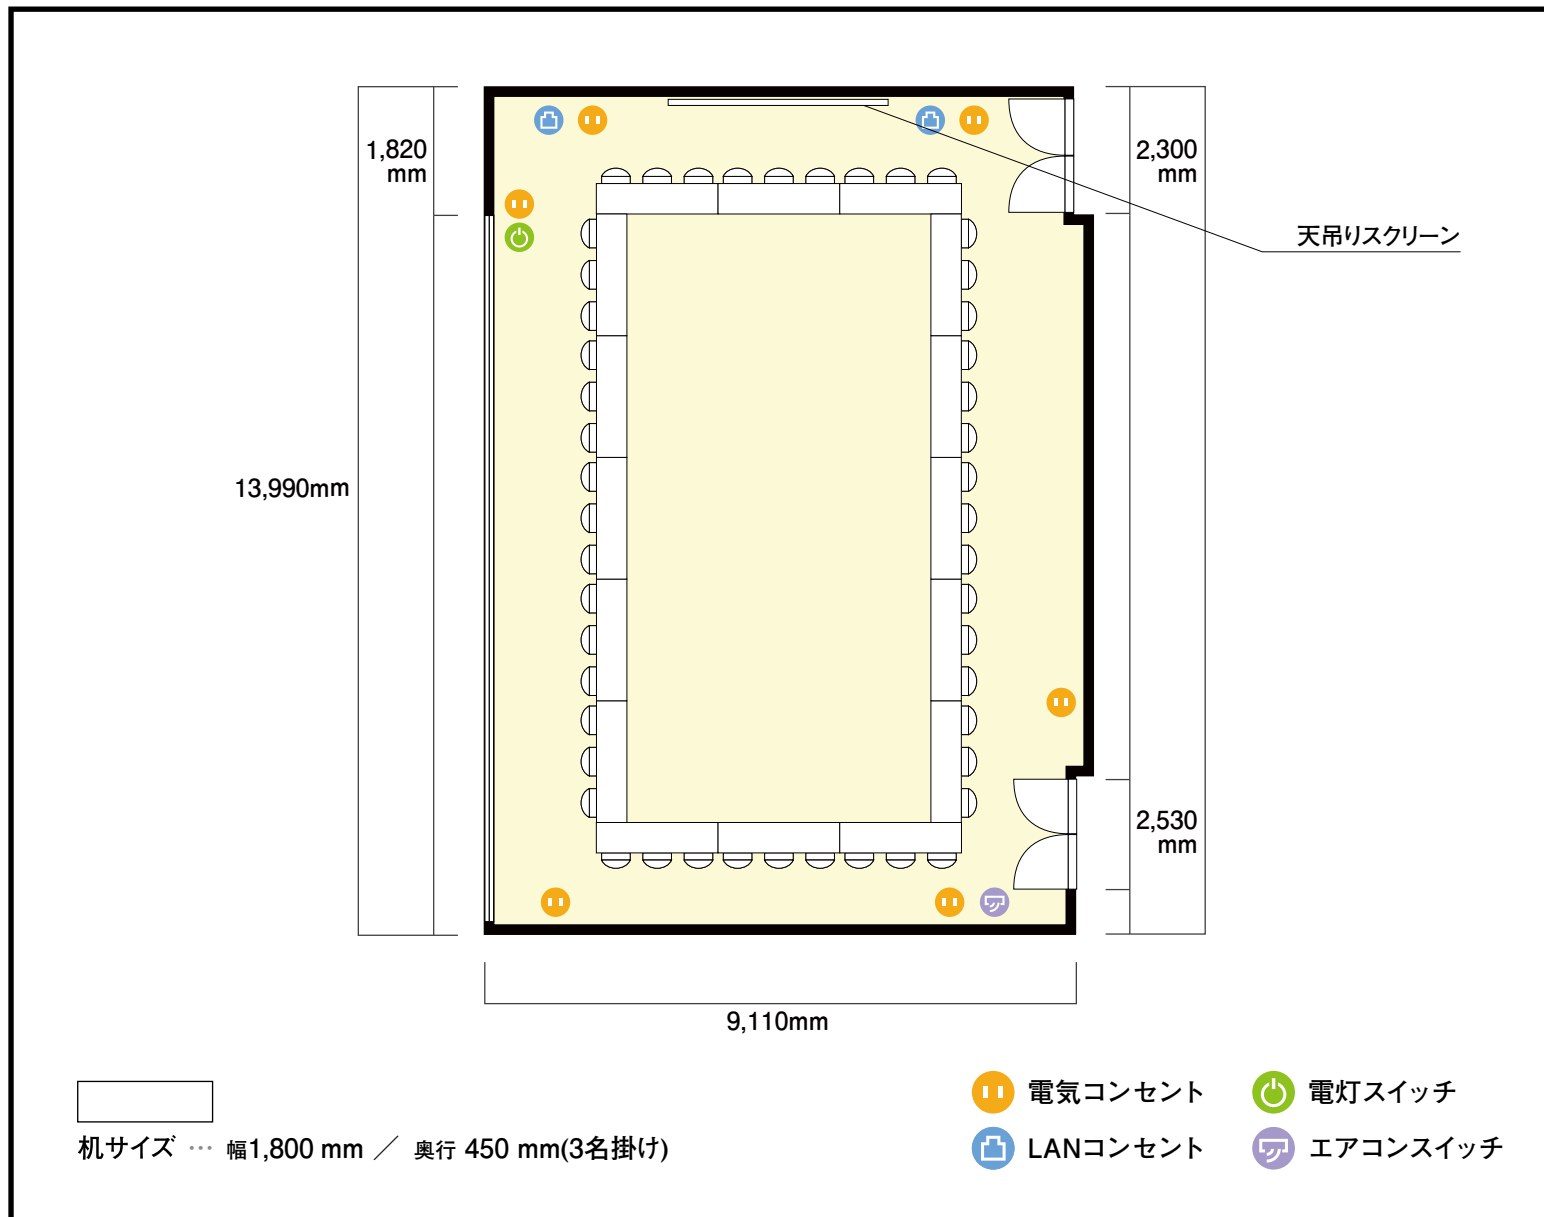 1,820
mm
2,300
mm
天吊りスクリーン
13,990mm
2,530
mm
9,110mm
電気コンセント
電灯スイッチ
机サイズ … 幅1,800 mm ／ 奥行 450 mm(3名掛け)
LANコンセント
エアコンスイッチ